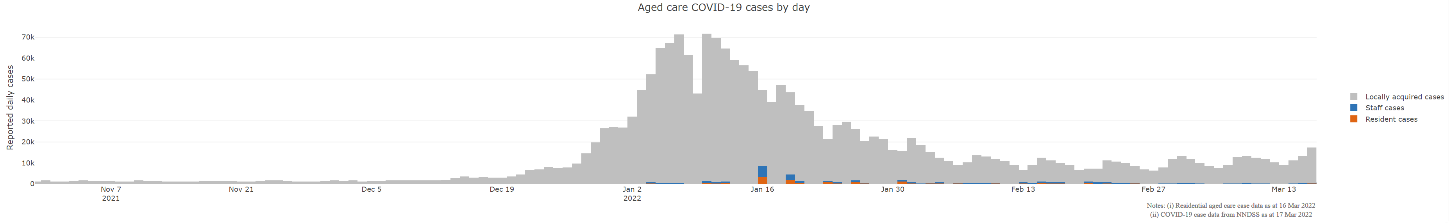 Aged care COVID-19 cases by day
Reported daily cases
70k
60k
50k
40k
30k
20k
10k
0
Nov 7
2021
Nov 21
Dec 5
Dec 19
Jan 2
2022
Jan 16
Jan 30
Feb 13
Feb 27
Mar 13
Locally acquired cases
Staff cases
Resident cases
Notes: (i) Residential aged care case data as at 16 Mar 2022
(ii) COVID-19 case data from NNDSS as at 17 Mar 2022